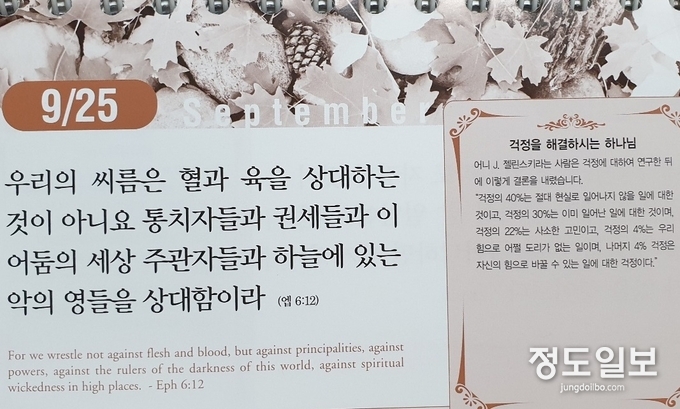 9/25
September
우리의 씨름은 혈과 육을 상대하는
것이 아니요 통치자들과 권세들과 이
어둠의 세상 주관자들과 하늘에 있는
악의 영들을 상대함이라 (엡 6:12)
For we wrestle not against flesh and blood, but against principalities, against
powers, against the rulers of the darkness of this world, against spiritual
wickedness in high places. - Eph 6:12
걱정을 해결하시는 하나님
어니 J. 젤린스키라는 사람은 걱정에 대하여 연구한 뒤
에 이렇게 결론을 내렸습니다.
"걱정의 40%는 절대 현실로 일어나지 않을 일에 대한
것이고, 걱정의 30%는 이미 일어난 일에 대한 것이며,
걱정의 22%는 사소한 고민이고, 걱정의 4%는 우리
힘으로 어쩔 도리가 없는 일이며, 나머지 4% 걱정은
자신의 힘으로 바꿀 수 있는 일에 대한 걱정이다."
정도일보
jungdoilbo.com